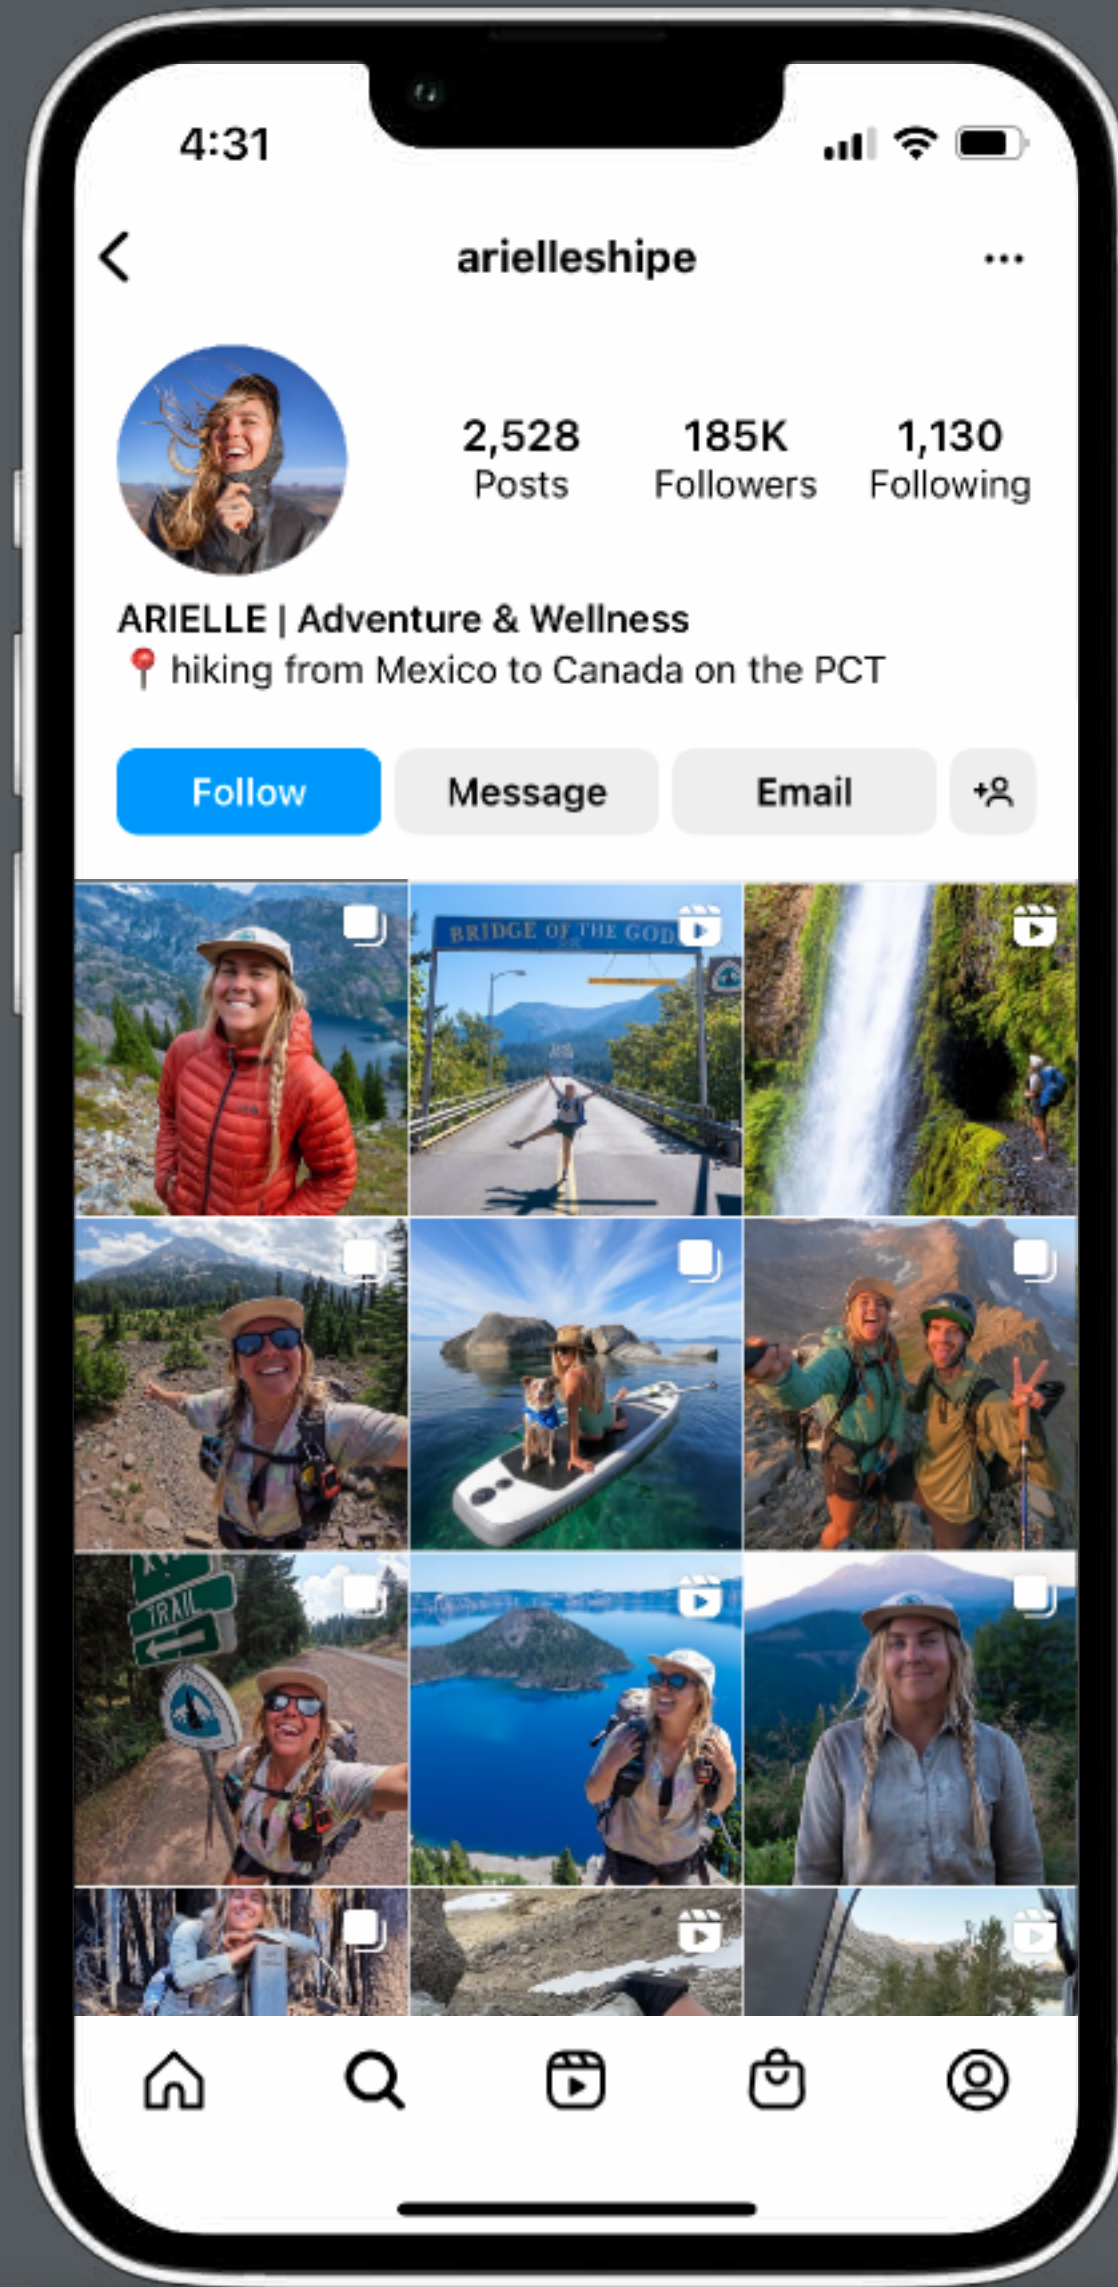 4:31
arielleshipe
2,528 185K 1,130
Posts Followers Following
ARIELLE | Adventure & Wellness
📍 hiking from Mexico to Canada on the PCT
Follow Message Email
BRIDGE OF THE GOD
TRAIL